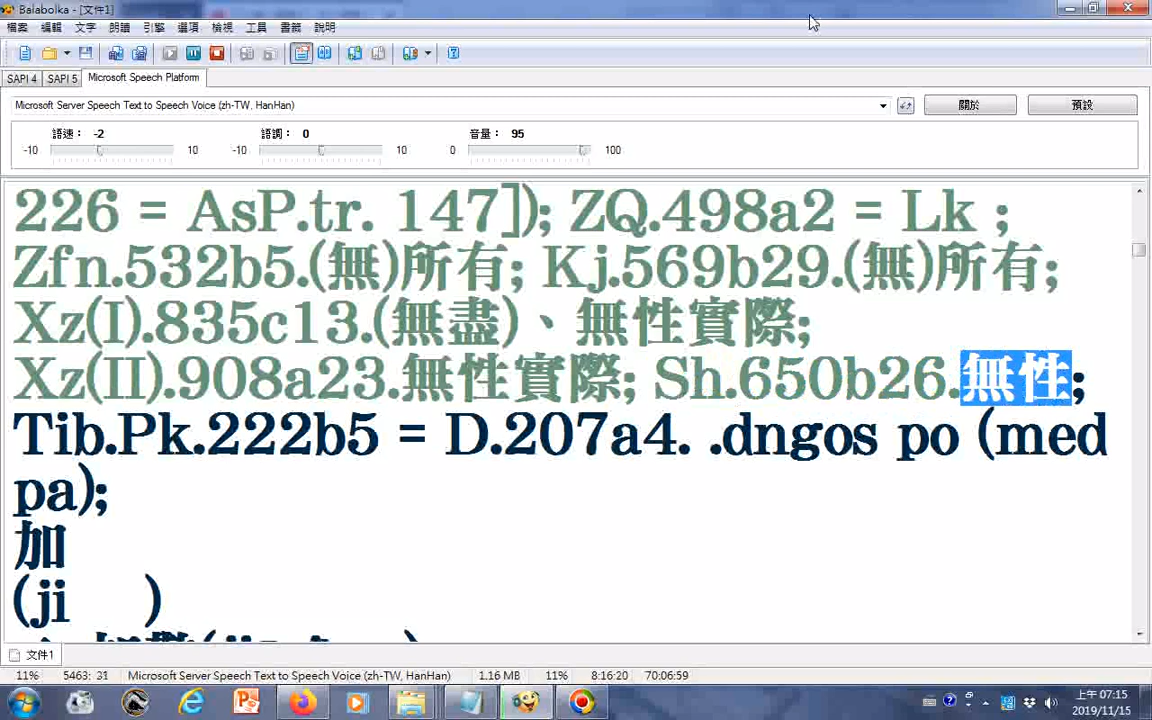 Balabolka - [文件1]
檔案 編輯 文字 朗讀 引擎 選項 檢視 工具 書籤 說明
SAPI 4 SAPI 5 Microsoft Speech Platform
Microsoft Server Speech Text to Speech Voice (zh-TW, HanHan) 關於 預設
語速： -2 語調： 0 音量： 95
-10 10 -10 10 0 100
226 = AsP.tr. 147]); ZQ.498a2 = Lk ;
Zfn.532b5.(無)所有; Kj.569b29.(無)所有;
Xz(I).835c13.(無盡)、無性實際;
Xz(II).908a23.無性實際; Sh.650b26.無性;
Tib.Pk.222b5 = D.207a4. .dngos po (med
pa);
加
(ji )
文件1
11% 5463: 31 Microsoft Server Speech Text to Speech Voice (zh-TW, HanHan) 1.16 MB 11% 8:16:20 70:06:59
上午 07:15
2019/11/15